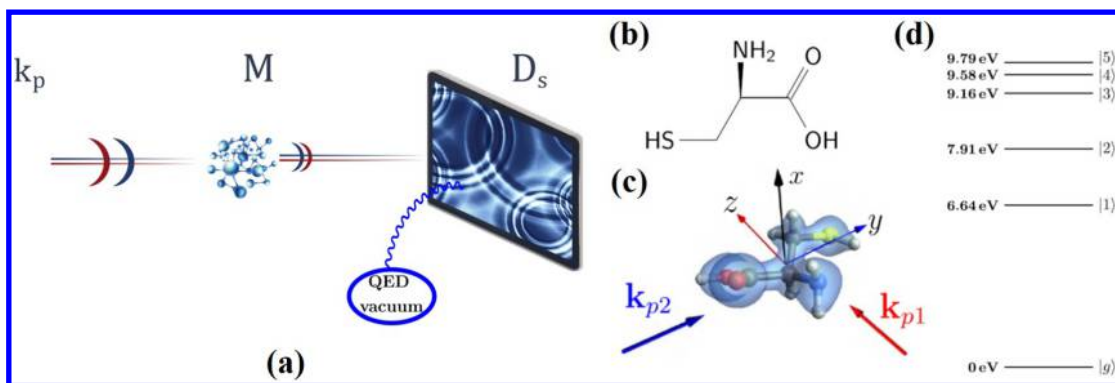 (a)
k_p
M
D_s
QED
vacuum
(b)
NH₂
O
HS
OH
(c)
x
z
y
k_p2
k_p1
(d)
9.79 eV |5⟩
9.58 eV |4⟩
9.16 eV |3⟩
7.91 eV |2⟩
6.64 eV |1⟩
0 eV |g⟩